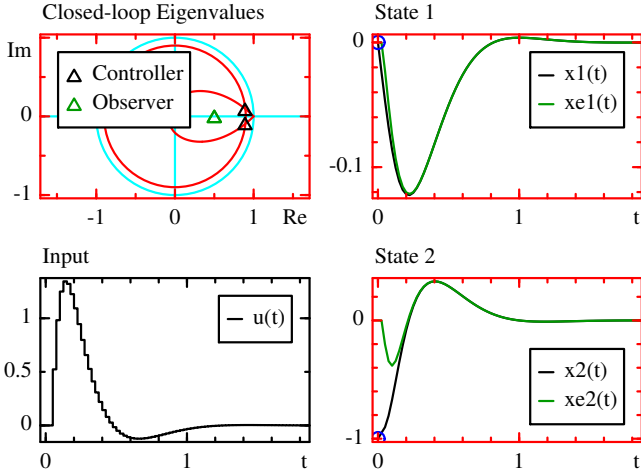 Closed-loop Eigenvalues
Im
1
0
-1
-1
0
1
Re
Controller
Observer
State 1
0
-0.1
0
1
t
x1(t)
xe1(t)
Input
1
0.5
0
0
1
t
u(t)
State 2
0
-1
0
1
t
x2(t)
xe2(t)